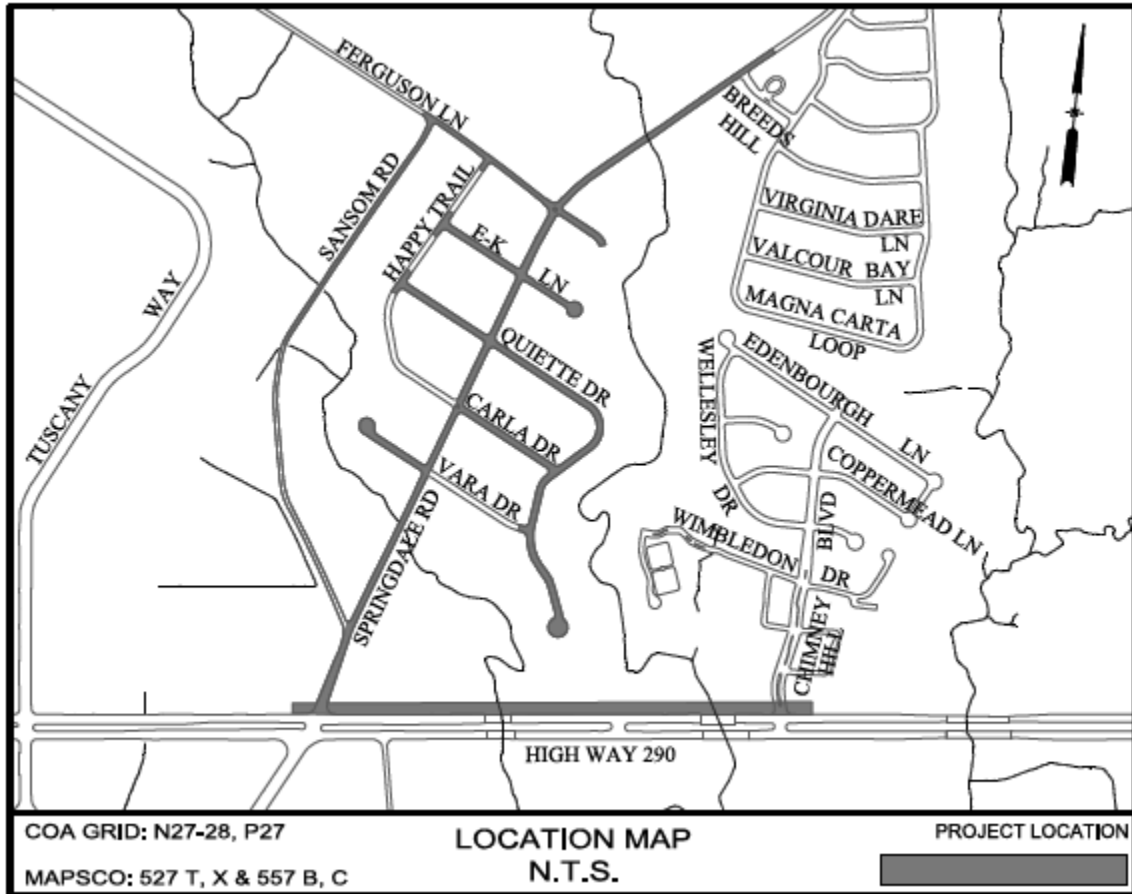 FERGUSON LN
BREEDS
HILL
SANSOM RD
HAPPY TRAIL
E-K
LN
VIRGINIA DARE
LN
VALCOUR BAY
LN
MAGNA CARTA
LOOP
TUSCANY
WAY
QUIETTE DR
CARLA DR
VARA DR
SPRINGDALE RD
WELLESLEY
DR
EDENBOURGH
LN
COPPERMEAD LN
BLVD
WIMBLEDON
DR
CHIMNEY
HILL
HIGH WAY 290
COA GRID: N27-28, P27
MAPSCO: 527 T, X & 557 B, C
LOCATION MAP
N.T.S.
PROJECT LOCATION